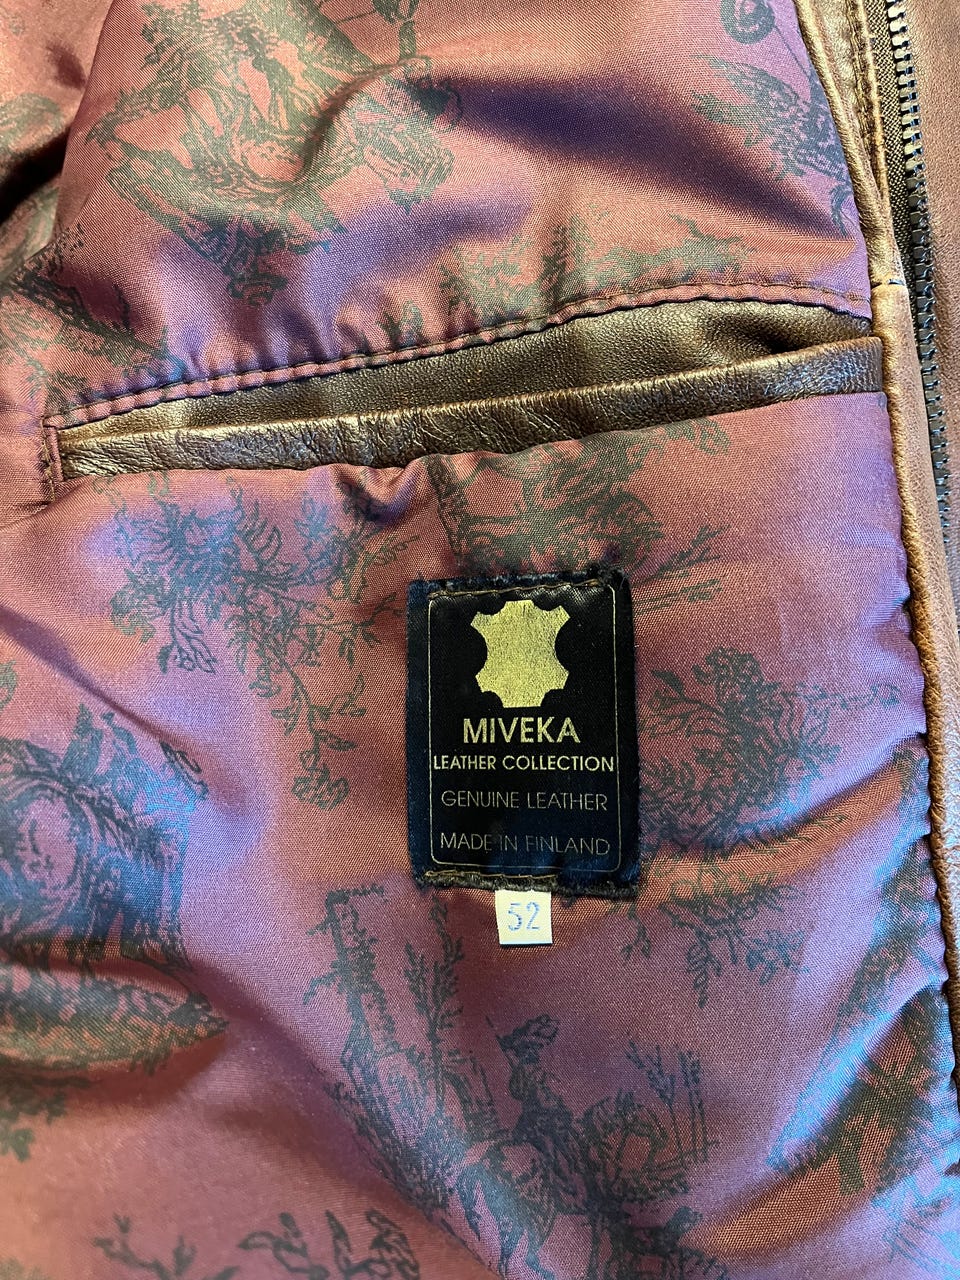 MIVEKA
LEATHER COLLECTION
GENUINE LEATHER
MADE IN FINLAND
52